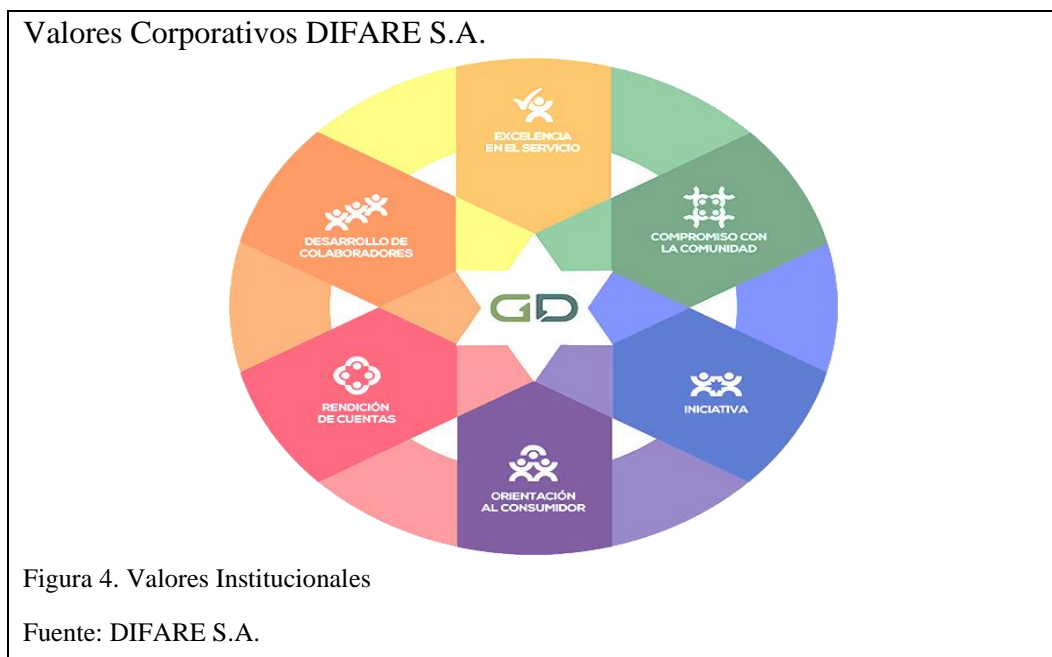 Valores Corporativos DIFARE S.A.
EXCELENCIA
EN EL SERVICIO
DESARROLLO DE
COLABORADORES
COMPROMISO CON
LA COMUNIDAD
GD
RENDICIÓN
DE CUENTAS
INICIATIVA
ORIENTACIÓN
AL CONSUMIDOR
Figura 4. Valores Institucionales
Fuente: DIFARE S.A.